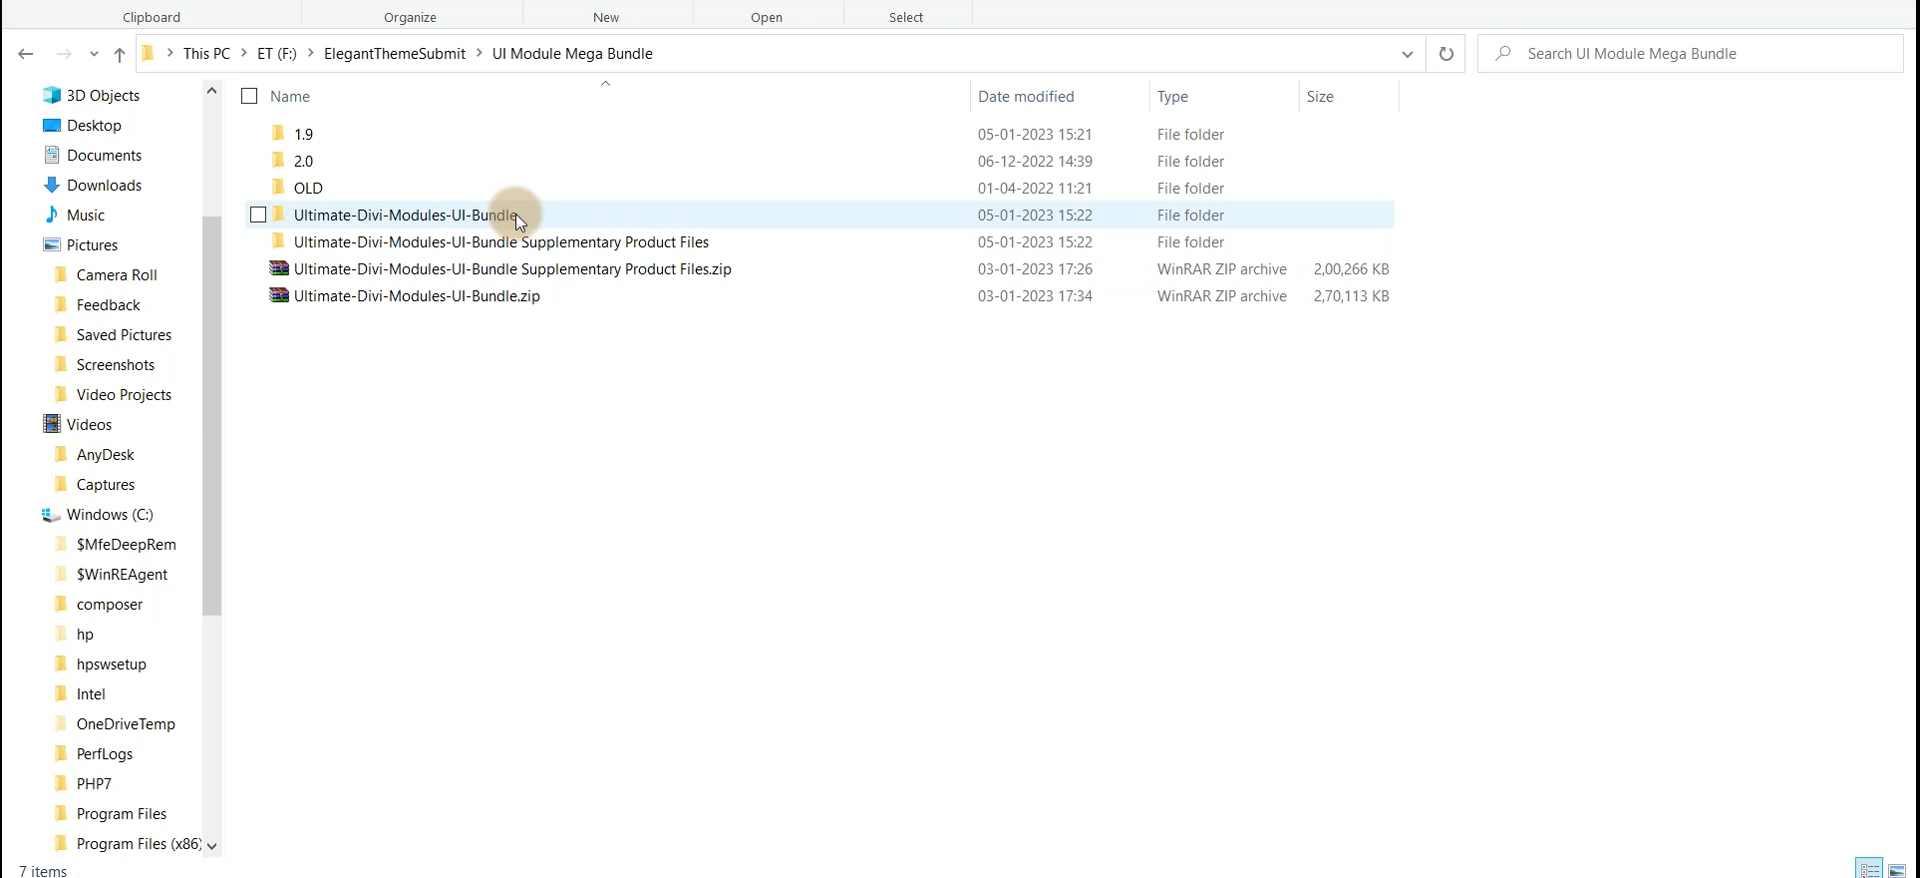 Clipboard
Organize
New
Open
Select
This PC
ET (F:)
ElegantThemeSubmit
UI Module Mega Bundle
Search UI Module Mega Bundle
3D Objects
Desktop
Documents
Downloads
Music
Pictures
Camera Roll
Feedback
Saved Pictures
Screenshots
Video Projects
Videos
AnyDesk
Captures
Windows (C:)
$MfeDeepRem
$WinREAgent
composer
hp
hpswsetup
Intel
OneDriveTemp
PerfLogs
PHP7
Program Files
Program Files (x86)
Name Date modified Type Size
1.9 05-01-2023 15:21 File folder
2.0 06-12-2022 14:39 File folder
OLD 01-04-2022 11:21 File folder
Ultimate-Divi-Modules-UI-Bundle 05-01-2023 15:22 File folder
Ultimate-Divi-Modules-UI-Bundle Supplementary Product Files 05-01-2023 15:22 File folder
Ultimate-Divi-Modules-UI-Bundle Supplementary Product Files.zip 03-01-2023 17:26 WinRAR ZIP archive 2,00,266 KB
Ultimate-Divi-Modules-UI-Bundle.zip 03-01-2023 17:34 WinRAR ZIP archive 2,70,113 KB
7 items